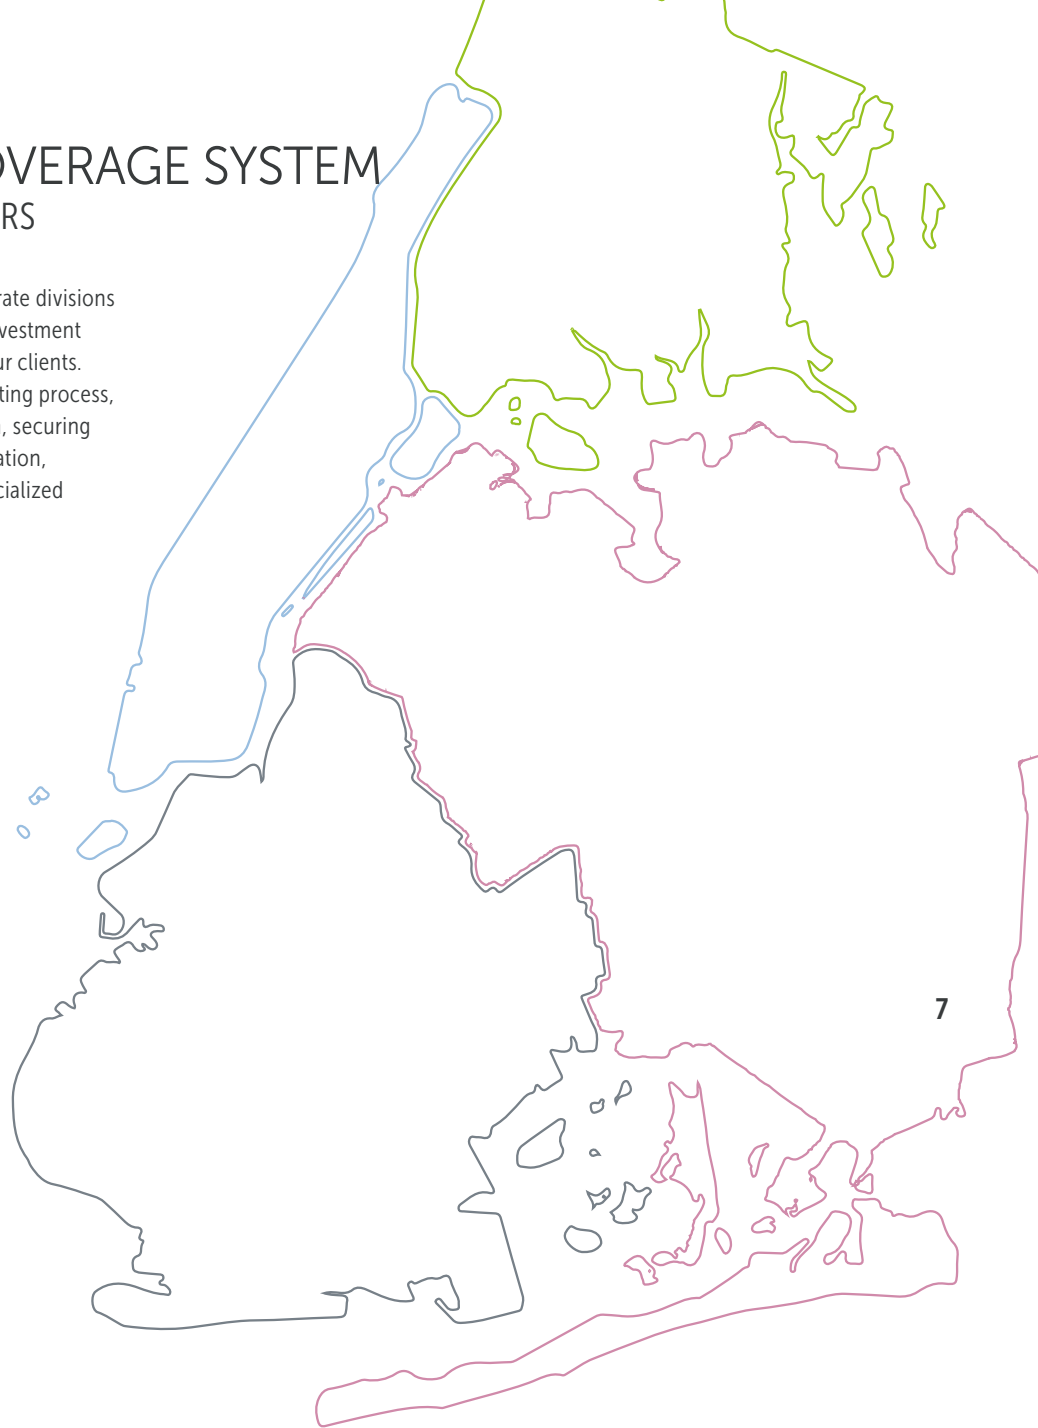 OVERAGE SYSTEM
RS
rate divisions
vestment
ur clients.
ting process,
, securing
ation,
cialized
7